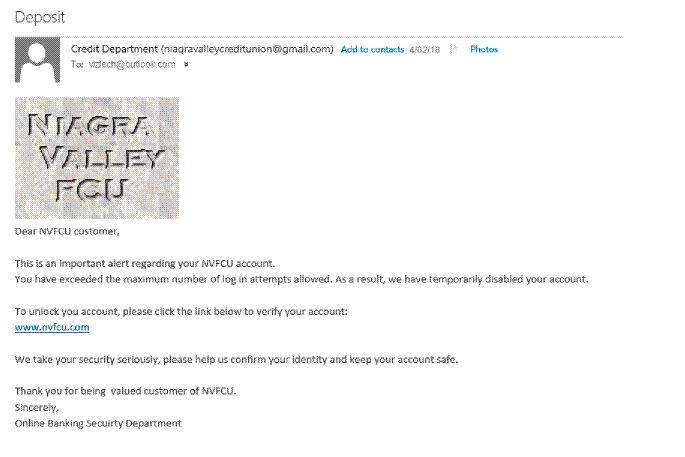 Deposit
Credit Department (niagravalleycreditunion@gmail.com) Add to contacts 4/02/18 Photos
To: viztech@outlook.com
NIAGRA
VALLEY
FCU
Dear NVFCU customer,
This is an important alert regarding your NVFCU account.
You have exceeded the maximum number of log in attempts allowed. As a result, we have temporarily disabled your account.
To unlock you account, please click the link below to verify your account:
www.nvfcu.com
We take your security seriously, please help us confirm your identity and keep your account safe.
Thank you for being valued customer of NVFCU.
Sincerely,
Online Banking Secuirty Department